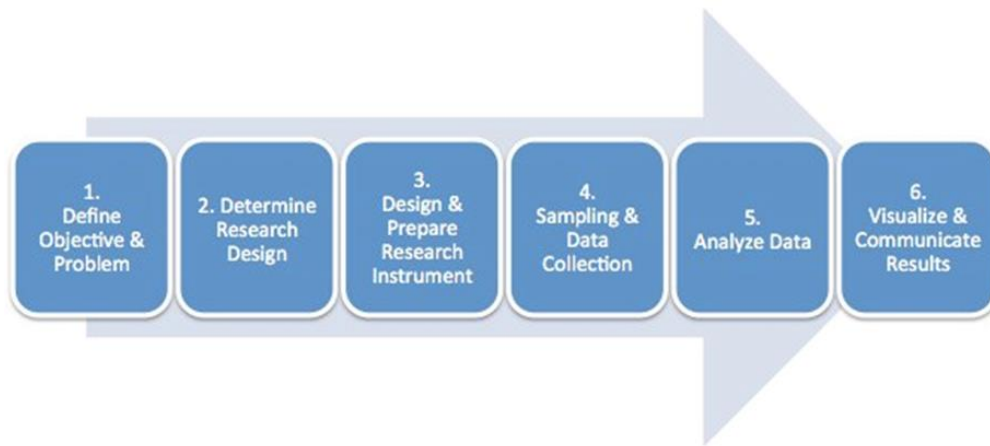 1.
Define
Objective &
Problem
2. Determine
Research
Design
3.
Design &
Prepare
Research
Instrument
4.
Sampling &
Data
Collection
5.
Analyze Data
6.
Visualize &
Communicate
Results